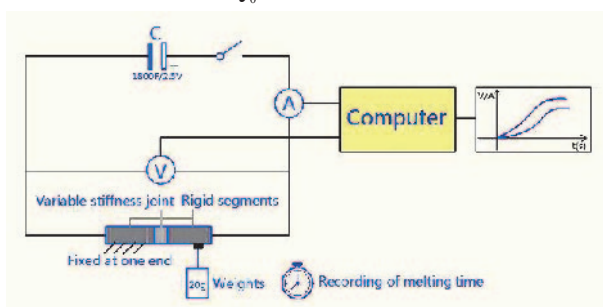 C
1800F/2.5V
A
Computer
V/A
t(s)
V
Variable stiffness joint Rigid segments
Fixed at one end
20g Weights
Recording of melting time